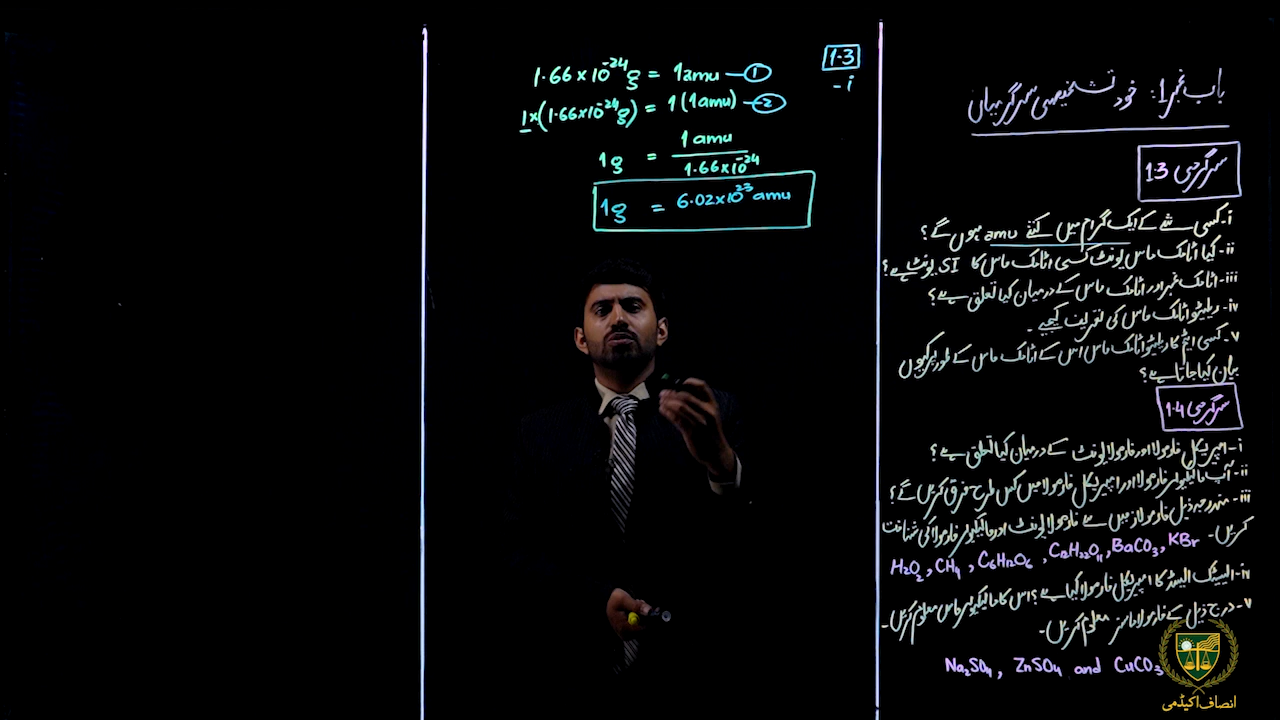 باب نمبر 1: خود تشخیصی سرگرمیاں
سرگرمی 1.3
i- کسی شے کے ایک گرام میں کتنے amu ہوں گے؟
ii- کیا اٹامک ماس یونٹ کسی اٹامک ماس کا SI یونٹ ہے؟
iii- اٹامک نمبر اور اٹامک ماس کے درمیان کیا تعلق ہے؟
iv- ریلیٹو اٹامک ماس کی تعریف کیجیے۔
v- کسی ایٹم کا ریلیٹو اٹامک ماس اس کے اٹامک ماس کے طور پر کیوں
بیان کیا جاتا ہے؟
سرگرمی 1.4
i- امپیریکل فارمولا اور فارمولا یونٹ کے درمیان کیا تعلق ہے؟
ii- آپ مالیکیولر فارمولا اور امپیریکل فارمولا میں کس طرح فرق کریں گے؟
iii- مندرجہ ذیل فارمولاز میں سے فارمولا یونٹ اور مالیکیولر فارمولا کی شناخت
کریں۔
H₂O₂, CH₄, C₆H₁₂O₆, C₁₂H₂₂O₁₁, BaCO₃, KBr
iv- ایسیٹک ایسڈ کا امپیریکل فارمولا کیا ہے؟ اس کا مالیکیولر ماس معلوم کریں۔
v- درج ذیل کے فارمولا ماسز معلوم کریں۔
Na₂SO₄, ZnSO₄ and CuCO₃
1.3
-i
1.66×10⁻²⁴g = 1amu —①
1×(1.66×10⁻²⁴g) = 1(1amu) —②
1g = 1amu / 1.66×10⁻²⁴
1g = 6.02×10²³ amu
انصاف اکیڈمی